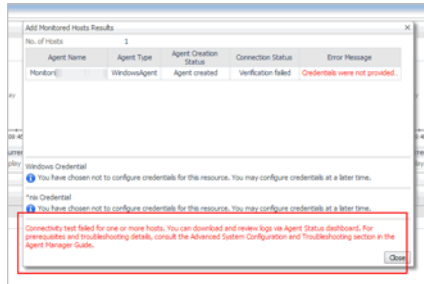 Add Monitored Hosts Results
No. of Hosts 1
Agent Name Agent Type Agent Creation Status Connection Status Error Message
Monitor WindowsAgent Agent created Verification failed Credentials were not provided.
Windows Credential
You have chosen not to configure credentials for this resource. You may configure credentials at a later time.
*nix Credential
You have chosen not to configure credentials for this resource. You may configure credentials at a later time.
Connectivity test failed for one or more hosts. You can download and review logs via Agent Status dashboard. For
prerequisites and troubleshooting details, consult the Advanced System Configuration and Troubleshooting section in the
Agent Manager Guide.
Close